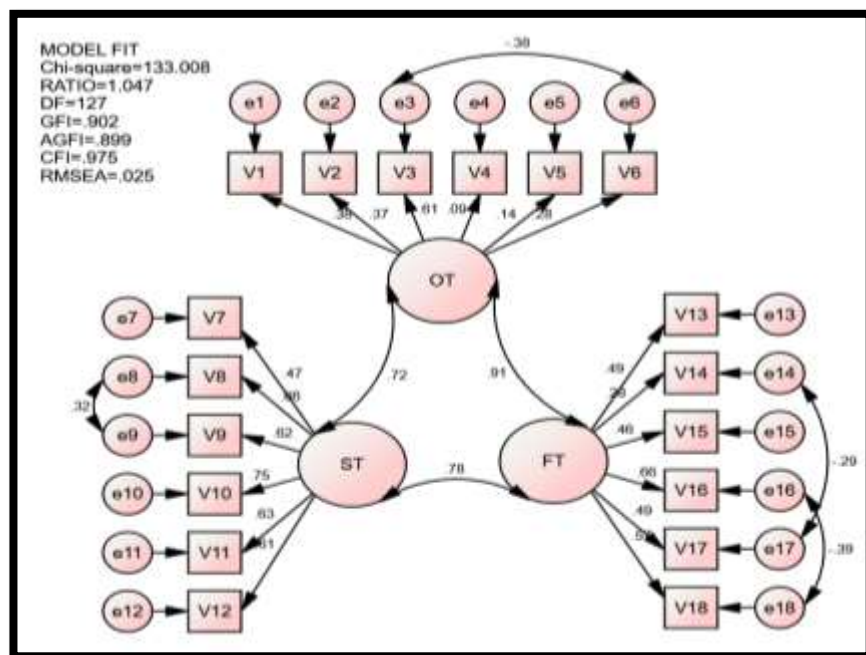 MODEL FIT
Chi-square=133.008
RATIO=1.047
DF=127
GFI=.902
AGFI=.899
CFI=.975
RMSEA=.025
-.38
e1 e2 e3 e4 e5 e6
V1 V2 V3 V4 V5 V6
.37 .61 .09 .14 .28
OT
e7 V7
V13 e13
e8 V8
.47
.49
V14 e14
.72
.91
.32
e9 V9
.62
.46
V15 e15
ST
.78
FT
-.29
e10 V10
.75
.66
V16 e16
e11 V11
.63
.49
V17 e17
-.39
e12 V12
V18 e18